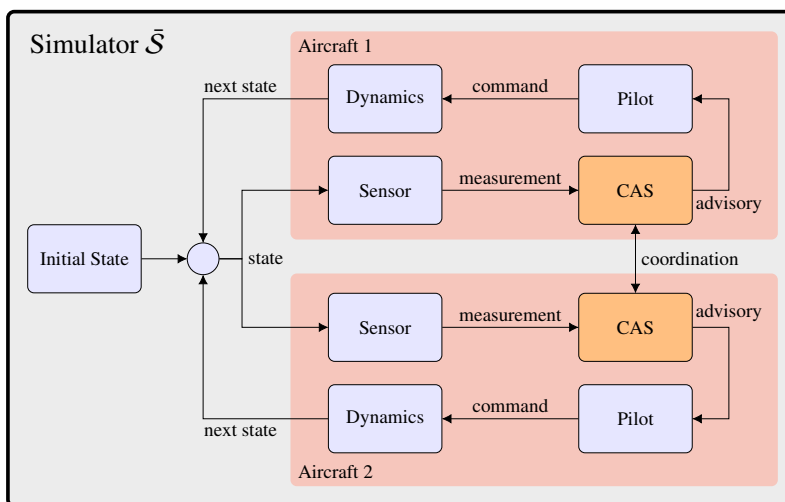 Simulator S̄
Aircraft 1
next state
Dynamics
command
Pilot
Sensor
measurement
CAS
advisory
Initial State
state
coordination
Sensor
measurement
CAS
advisory
Dynamics
command
Pilot
next state
Aircraft 2